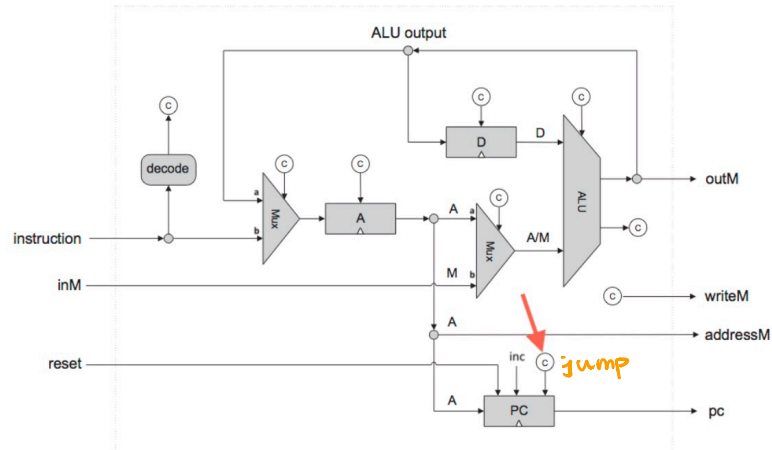 ALU output
C
C
C
D
D
decode
C
C
a
Mux
b
A
A
a
C
Mux
b
M
A/M
ALU
C
outM
instruction
inM
C
writeM
A
addressM
reset
inc
C
jump
A
PC
pc